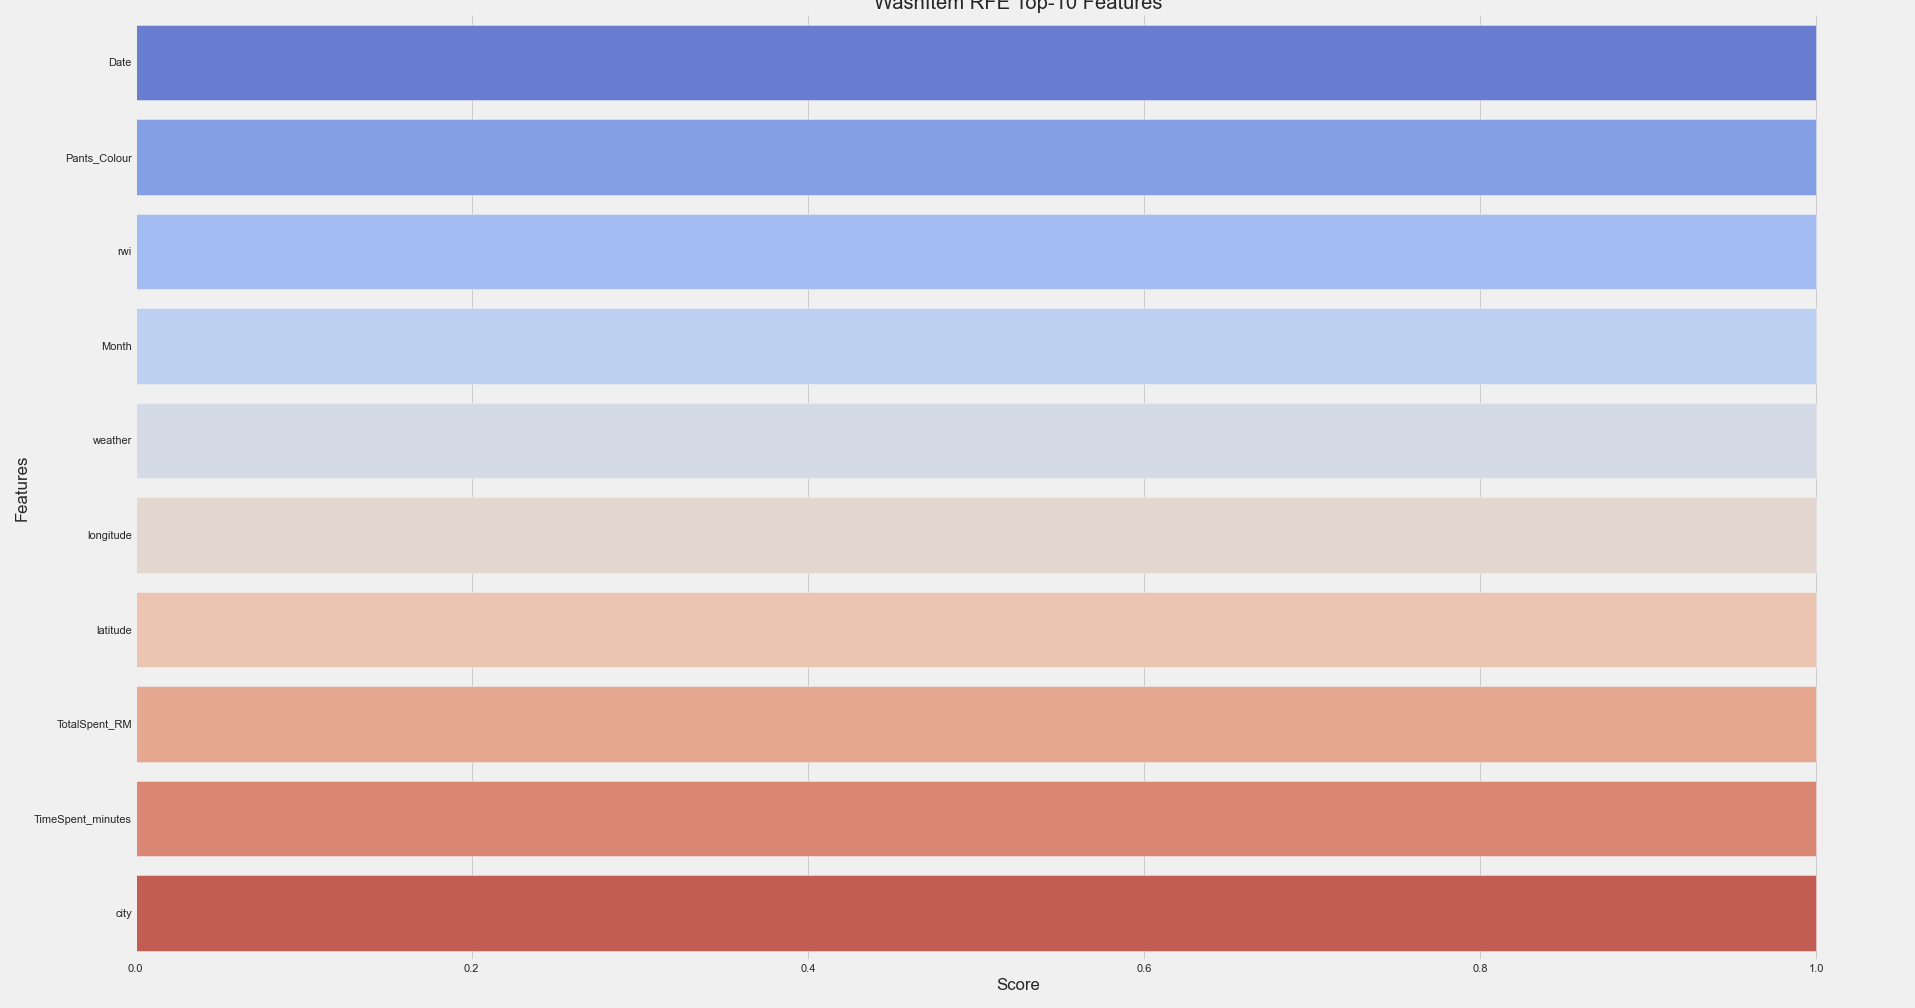 WashItem RFE Top-10 Features
Date
Pants_Colour
rwi
Month
weather
longitude
latitude
TotalSpent_RM
TimeSpent_minutes
city
Features
0.0 0.2 0.4 0.6 0.8 1.0
Score